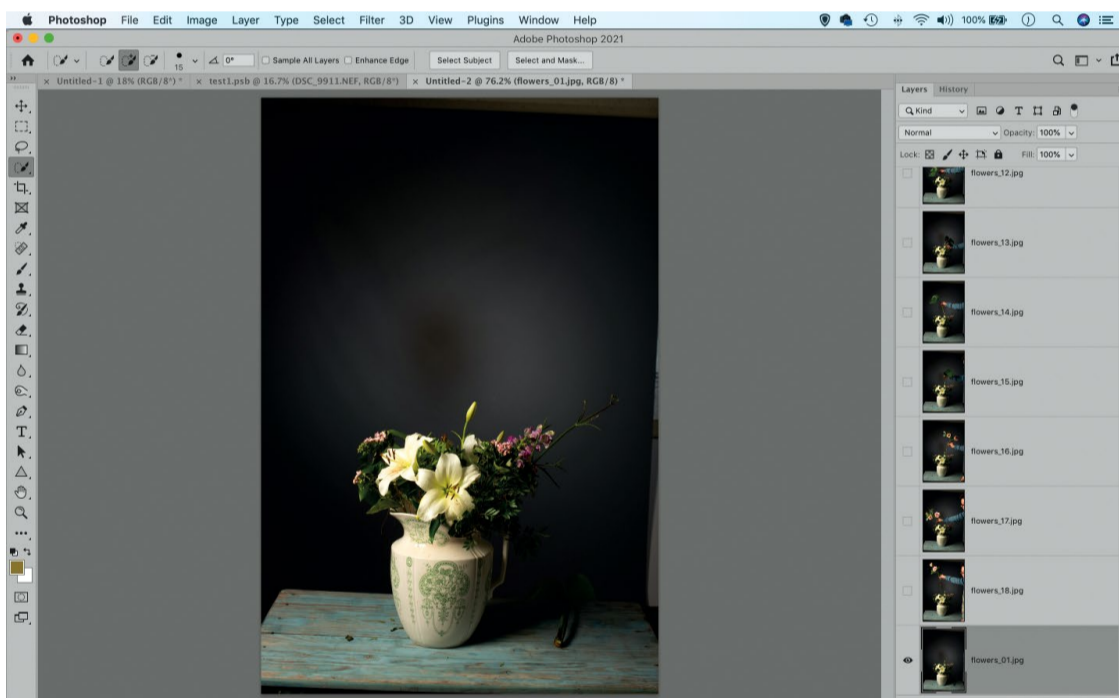 Photoshop File Edit Image Layer Type Select Filter 3D View Plugins Window Help 100%
Adobe Photoshop 2021
15 0° Sample All Layers Enhance Edge Select Subject Select and Mask...
× Untitled-1 @ 18% (RGB/8*) * × test1.psb @ 16.7% (DSC_9911.NEF, RGB/8*) × Untitled-2 @ 76.2% (flowers_01.jpg, RGB/8) *
Layers History
Kind
Normal Opacity: 100%
Lock: Fill: 100%
flowers_12.jpg
flowers_13.jpg
flowers_14.jpg
flowers_15.jpg
flowers_16.jpg
flowers_17.jpg
flowers_18.jpg
flowers_01.jpg